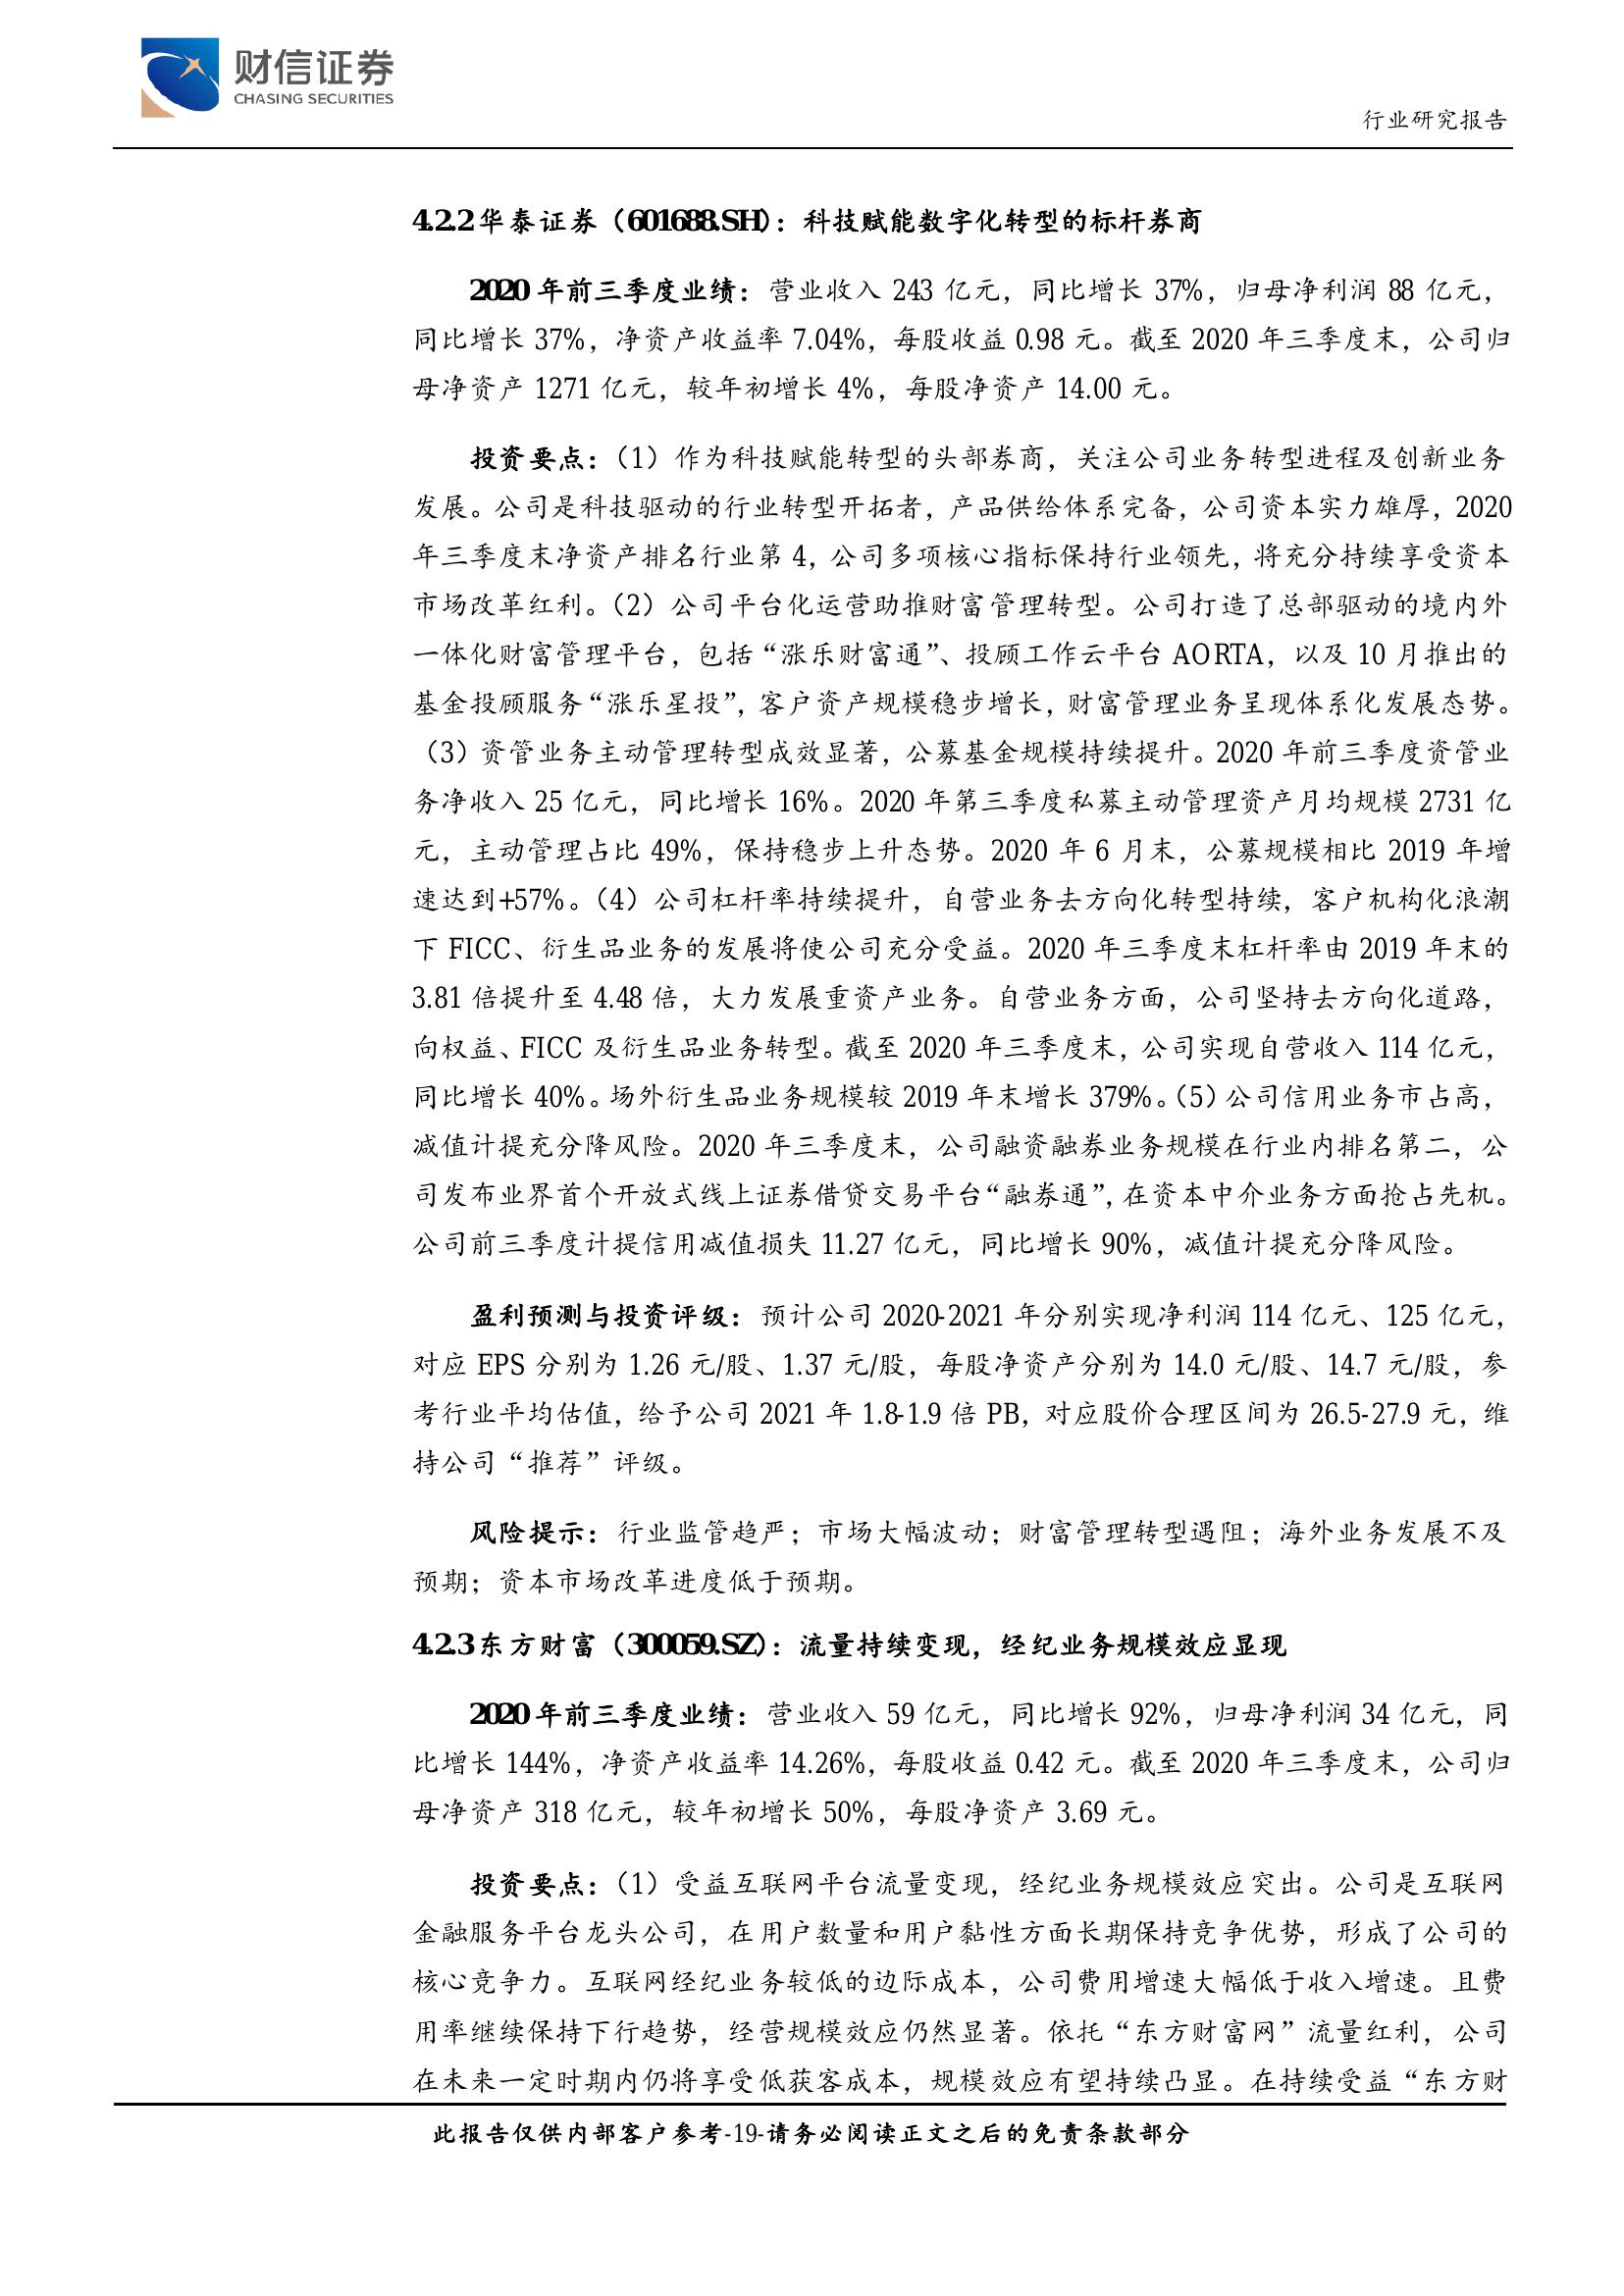 财信证券
CHASING SECURITIES
行业研究报告
4.2.2 华泰证券（601688.SH）：科技赋能数字化转型的标杆券商
2020 年前三季度业绩：营业收入 243 亿元，同比增长 37%，归母净利润 88 亿元，
同比增长 37%，净资产收益率 7.04%，每股收益 0.98 元。截至 2020 年三季度末，公司归
母净资产 1271 亿元，较年初增长 4%，每股净资产 14.00 元。
投资要点：（1）作为科技赋能转型的头部券商，关注公司业务转型进程及创新业务
发展。公司是科技驱动的行业转型开拓者，产品供给体系完备，公司资本实力雄厚，2020
年三季度末净资产排名行业第 4，公司多项核心指标保持行业领先，将充分持续享受资本
市场改革红利。（2）公司平台化运营助推财富管理转型。公司打造了总部驱动的境内外
一体化财富管理平台，包括“涨乐财富通”、投顾工作云平台 AORTA，以及 10 月推出的
基金投顾服务“涨乐星投”，客户资产规模稳步增长，财富管理业务呈现体系化发展态势。
（3）资管业务主动管理转型成效显著，公募基金规模持续提升。2020 年前三季度资管业
务净收入 25 亿元，同比增长 16%。2020 年第三季度私募主动管理资产月均规模 2731 亿
元，主动管理占比 49%，保持稳步上升态势。2020 年 6 月末，公募规模相比 2019 年增
速达到+57%。（4）公司杠杆率持续提升，自营业务去方向化转型持续，客户机构化浪潮
下 FICC、衍生品业务的发展将使公司充分受益。2020 年三季度末杠杆率由 2019 年末的
3.81 倍提升至 4.48 倍，大力发展重资产业务。自营业务方面，公司坚持去方向化道路，
向权益、FICC 及衍生品业务转型。截至 2020 年三季度末，公司实现自营收入 114 亿元，
同比增长 40%。场外衍生品业务规模较 2019 年末增长 379%。（5）公司信用业务市占高，
减值计提充分降风险。2020 年三季度末，公司融资融券业务规模在行业内排名第二，公
司发布业界首个开放式线上证券借贷交易平台“融券通”，在资本中介业务方面抢占先机。
公司前三季度计提信用减值损失 11.27 亿元，同比增长 90%，减值计提充分降风险。
盈利预测与投资评级：预计公司 2020-2021 年分别实现净利润 114 亿元、125 亿元，
对应 EPS 分别为 1.26 元/股、1.37 元/股，每股净资产分别为 14.0 元/股、14.7 元/股，参
考行业平均估值，给予公司 2021 年 1.8-1.9 倍 PB，对应股价合理区间为 26.5-27.9 元，维
持公司“推荐”评级。
风险提示：行业监管趋严；市场大幅波动；财富管理转型遇阻；海外业务发展不及
预期；资本市场改革进度低于预期。
4.2.3 东方财富（300059.SZ）：流量持续变现，经纪业务规模效应显现
2020 年前三季度业绩：营业收入 59 亿元，同比增长 92%，归母净利润 34 亿元，同
比增长 144%，净资产收益率 14.26%，每股收益 0.42 元。截至 2020 年三季度末，公司归
母净资产 318 亿元，较年初增长 50%，每股净资产 3.69 元。
投资要点：（1）受益互联网平台流量变现，经纪业务规模效应突出。公司是互联网
金融服务平台龙头公司，在用户数量和用户黏性方面长期保持竞争优势，形成了公司的
核心竞争力。互联网经纪业务较低的边际成本，公司费用增速大幅低于收入增速。且费
用率继续保持下行趋势，经营规模效应仍然显著。依托“东方财富网”流量红利，公司
在未来一定时期内仍将享受低获客成本，规模效应有望持续凸显。在持续受益“东方财
此报告仅供内部客户参考-19-请务必阅读正文之后的免责条款部分